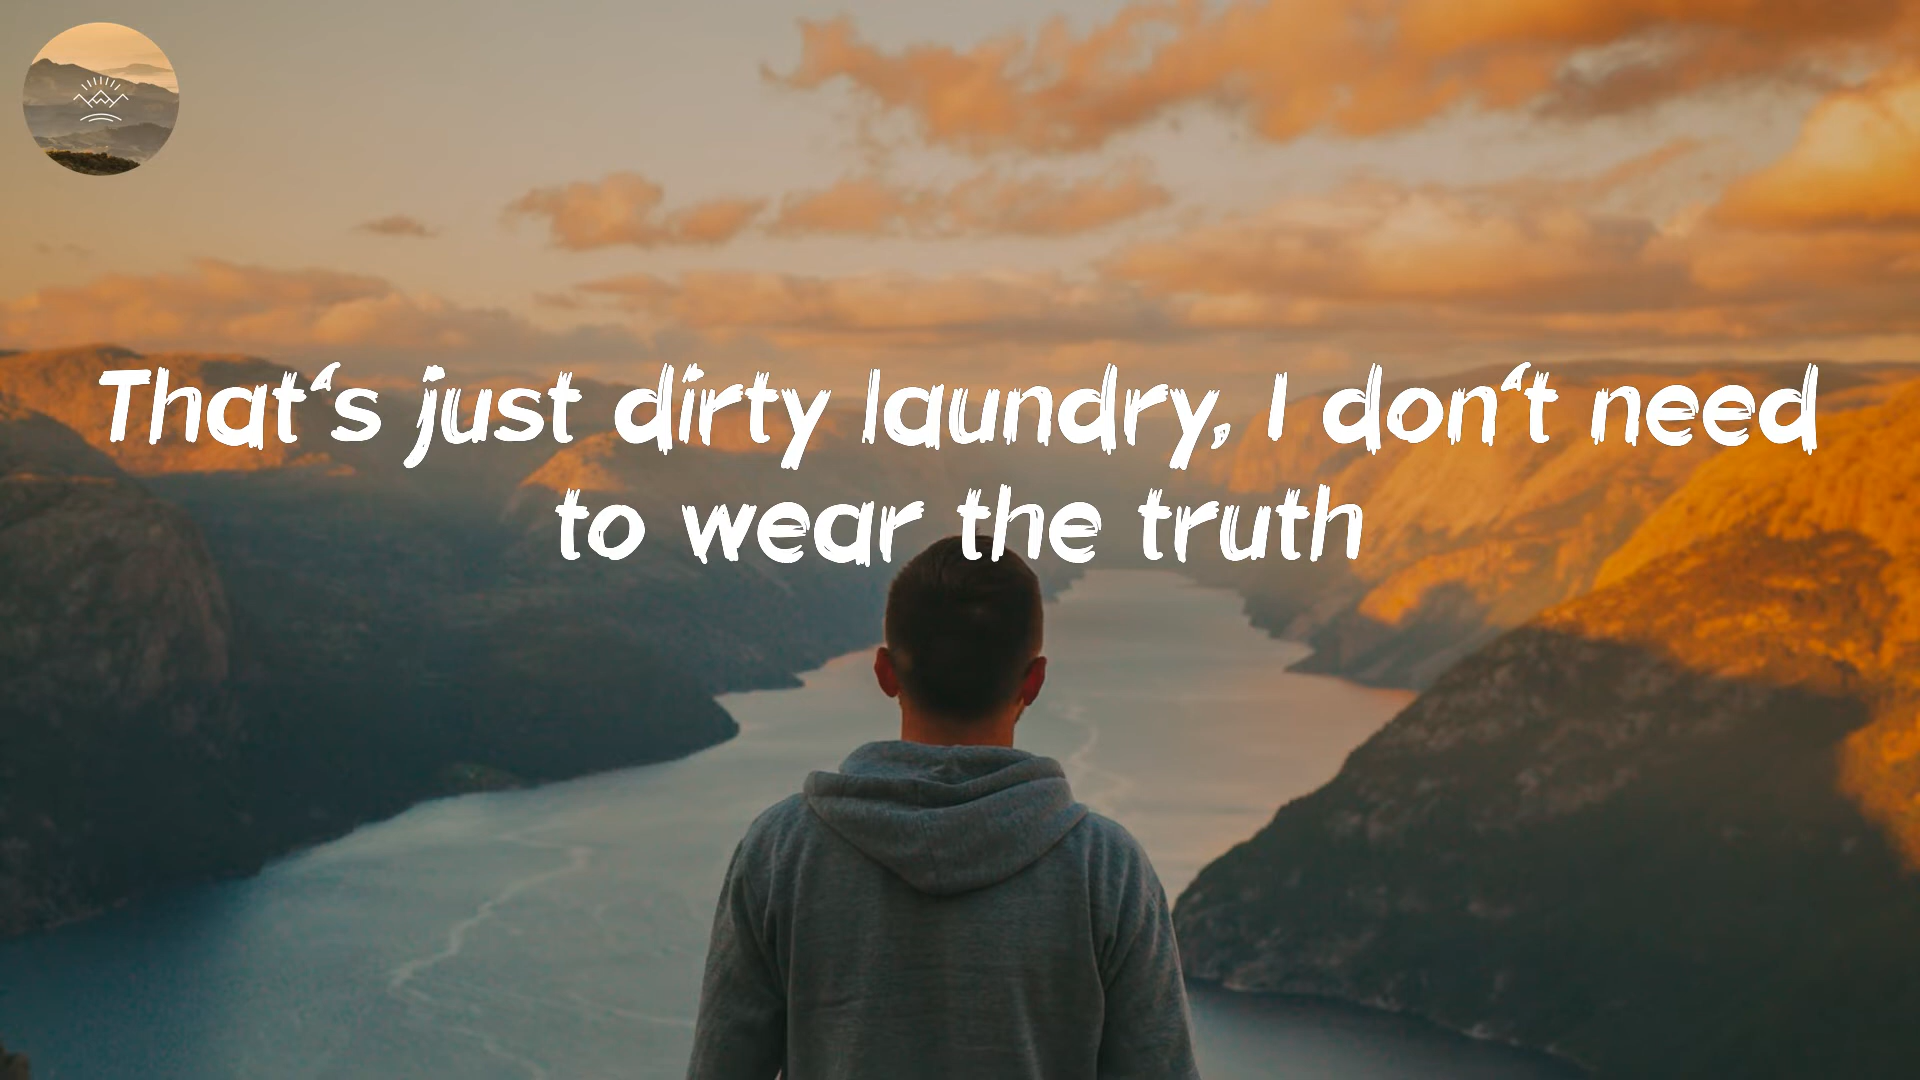 That‘s just dirty laundry, I don‘t need
to wear the truth